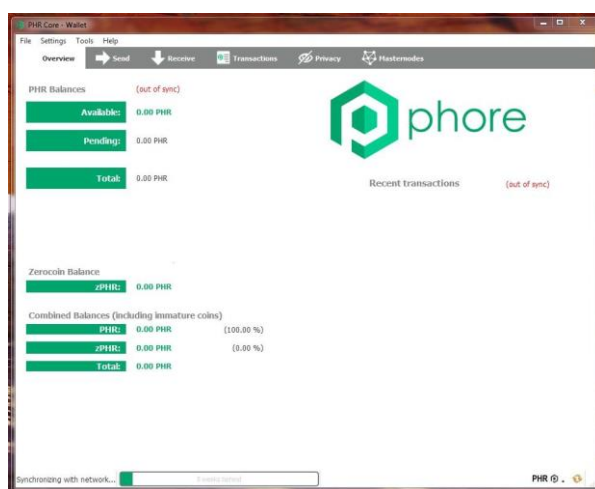 PHR Core - Wallet
File Settings Tools Help
Overview Send Receive Transactions Privacy Masternodes
PHR Balances (out of sync)
Available: 0.00 PHR
Pending: 0.00 PHR
Total: 0.00 PHR
phore
Recent transactions (out of sync)
Zerocoin Balance
zPHR: 0.00 PHR
Combined Balances (including immature coins)
PHR: 0.00 PHR (100.00 %)
zPHR: 0.00 PHR (0.00 %)
Total: 0.00 PHR
Synchronizing with network...
PHR